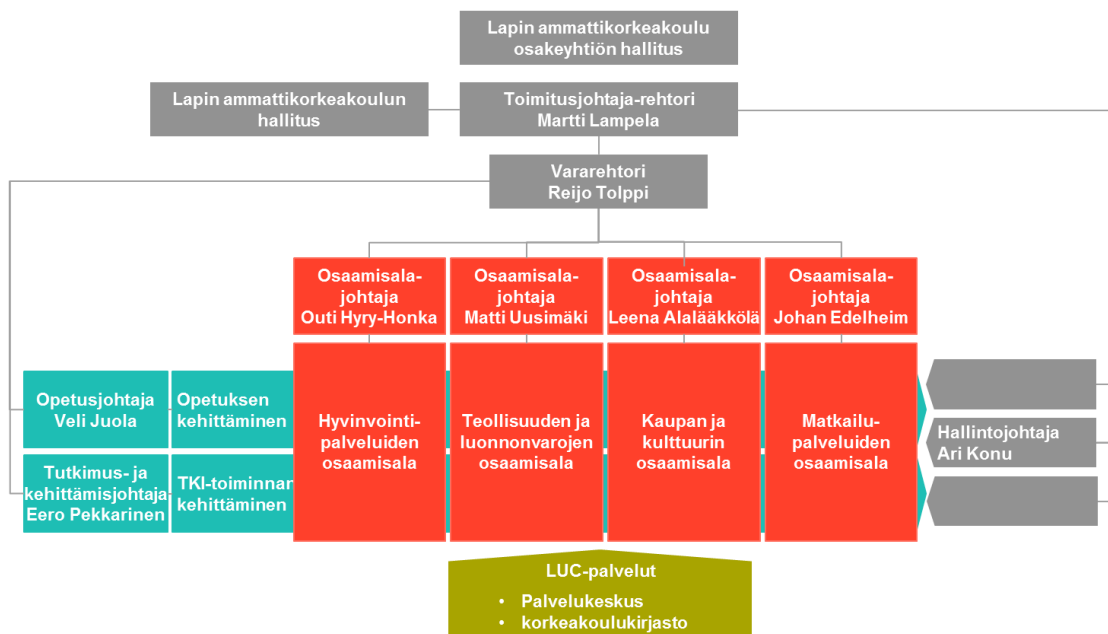 Lapin ammattikorkeakoulu
osakeyhtiön hallitus
Lapin ammattikorkeakoulun
hallitus
Toimitusjohtaja-rehtori
Martti Lampela
Vararehtori
Reijo Tolppi
Osaamisala-
johtaja
Outi Hyry-Honka
Osaamisala-
johtaja
Matti Uusimäki
Osaamisala-
johtaja
Leena Alalääkkölä
Osaamisala-
johtaja
Johan Edelheim
Opetusjohtaja
Veli Juola
Opetuksen
kehittäminen
Tutkimus- ja
kehittämisjohtaja
Eero Pekkarinen
TKI-toiminnan
kehittäminen
Hyvinvointi-
palveluiden
osaamisala
Teollisuuden ja
luonnonvarojen
osaamisala
Kaupan ja
kulttuurin
osaamisala
Matkailu-
palveluiden
osaamisala
Hallintojohtaja
Ari Konu
LUC-palvelut
• Palvelukeskus
• korkeakoulukirjasto